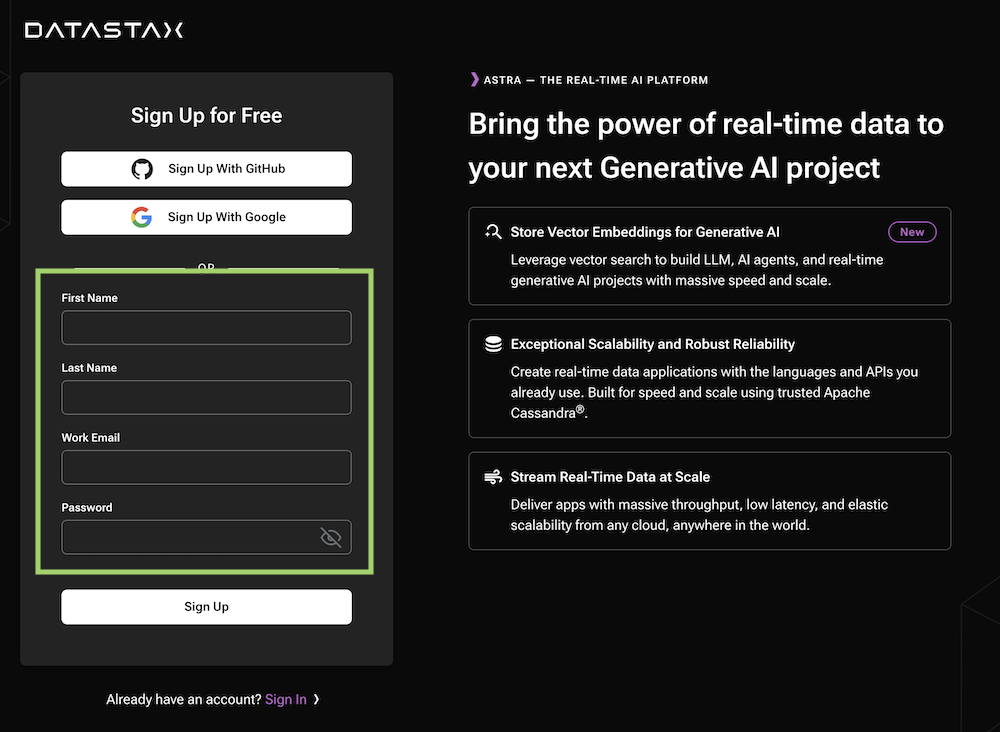 DATASTAX
Sign Up for Free
Sign Up With GitHub
Sign Up With Google
OR
First Name
Last Name
Work Email
Password
Sign Up
Already have an account? Sign In ❯
❯ ASTRA — THE REAL-TIME AI PLATFORM
Bring the power of real-time data to
your next Generative AI project
Store Vector Embeddings for Generative AI
New
Leverage vector search to build LLM, AI agents, and real-time
generative AI projects with massive speed and scale.
Exceptional Scalability and Robust Reliability
Create real-time data applications with the languages and APIs you
already use. Built for speed and scale using trusted Apache
Cassandra®.
Stream Real-Time Data at Scale
Deliver apps with massive throughput, low latency, and elastic
scalability from any cloud, anywhere in the world.